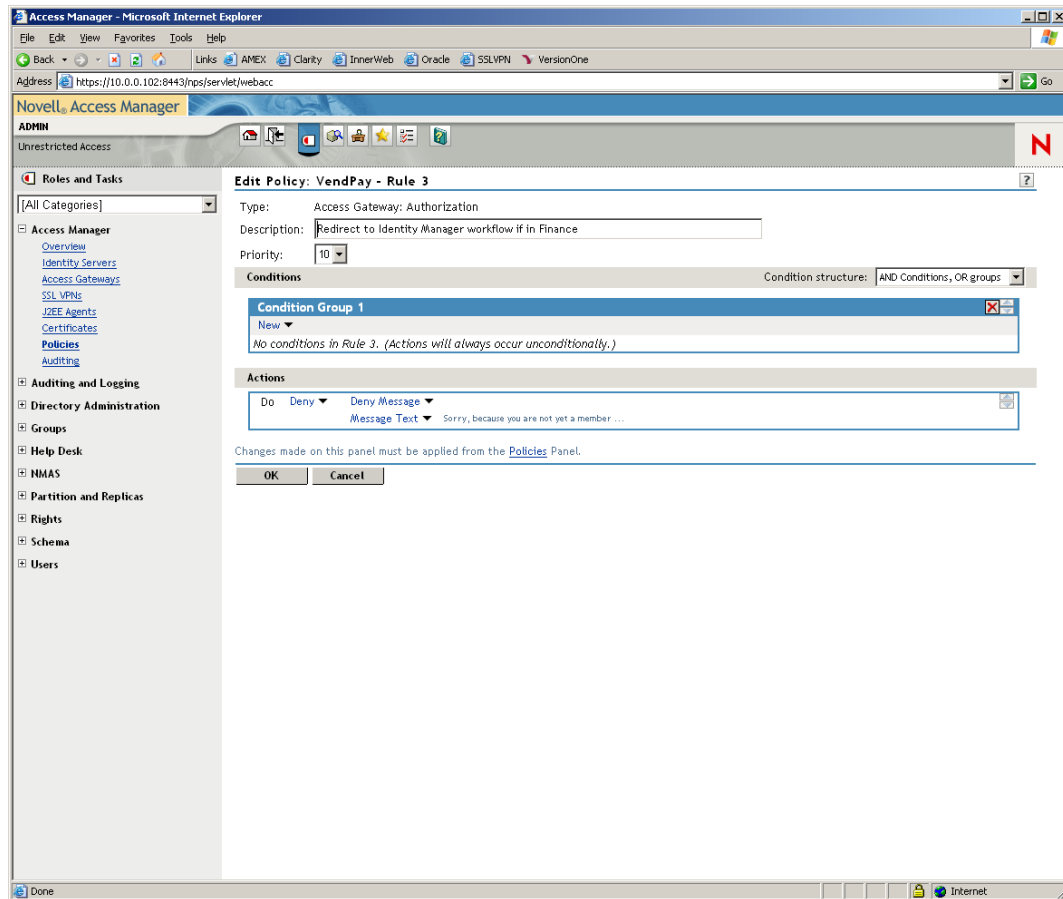 Access Manager - Microsoft Internet Explorer
File Edit View Favorites Tools Help
Back Links AMEX Clarity InnerWeb Oracle SSLVPN VersionOne
Address https://10.0.0.102:8443/nps/servlet/webacc Go
Novell® Access Manager
ADMIN
Unrestricted Access
N
Roles and Tasks
[All Categories]
Access Manager
Overview
Identity Servers
Access Gateways
SSL VPNs
J2EE Agents
Certificates
Policies
Auditing
Auditing and Logging
Directory Administration
Groups
Help Desk
NMAS
Partition and Replicas
Rights
Schema
Users
Edit Policy: VendPay - Rule 3 ?
Type: Access Gateway: Authorization
Description: Redirect to Identity Manager workflow if in Finance
Priority: 10
Conditions Condition structure: AND Conditions, OR groups
Condition Group 1
New
No conditions in Rule 3. (Actions will always occur unconditionally.)
Actions
Do Deny Deny Message
Message Text Sorry, because you are not yet a member ...
Changes made on this panel must be applied from the Policies Panel.
OK Cancel
Done Internet